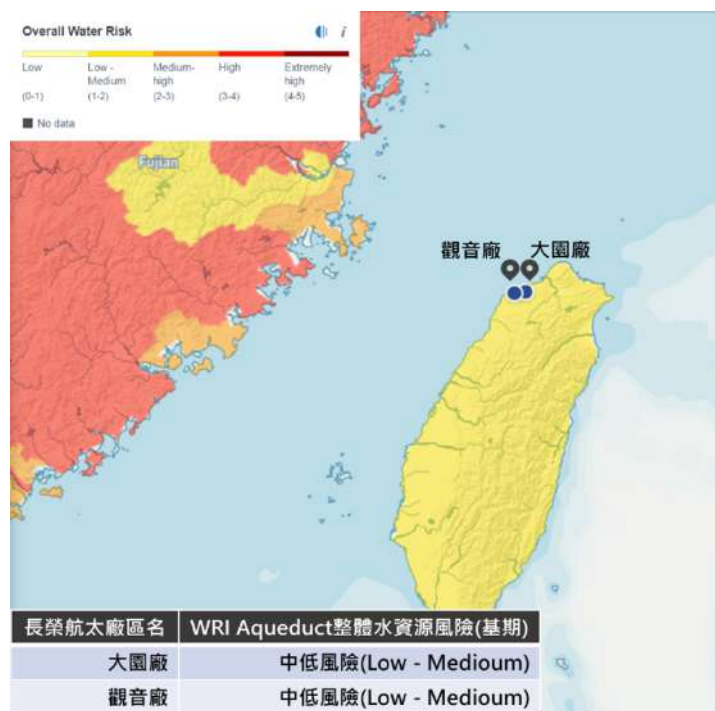 Overall Water Risk
i
Low Low - Medium Medium-high High Extremely high
(0-1) (1-2) (2-3) (3-4) (4-5)
No data
Fujian
觀音廠 大園廠
長榮航太廠區名 WRI Aqueduct整體水資源風險(基期)
大園廠 中低風險(Low - Medioum)
觀音廠 中低風險(Low - Medioum)